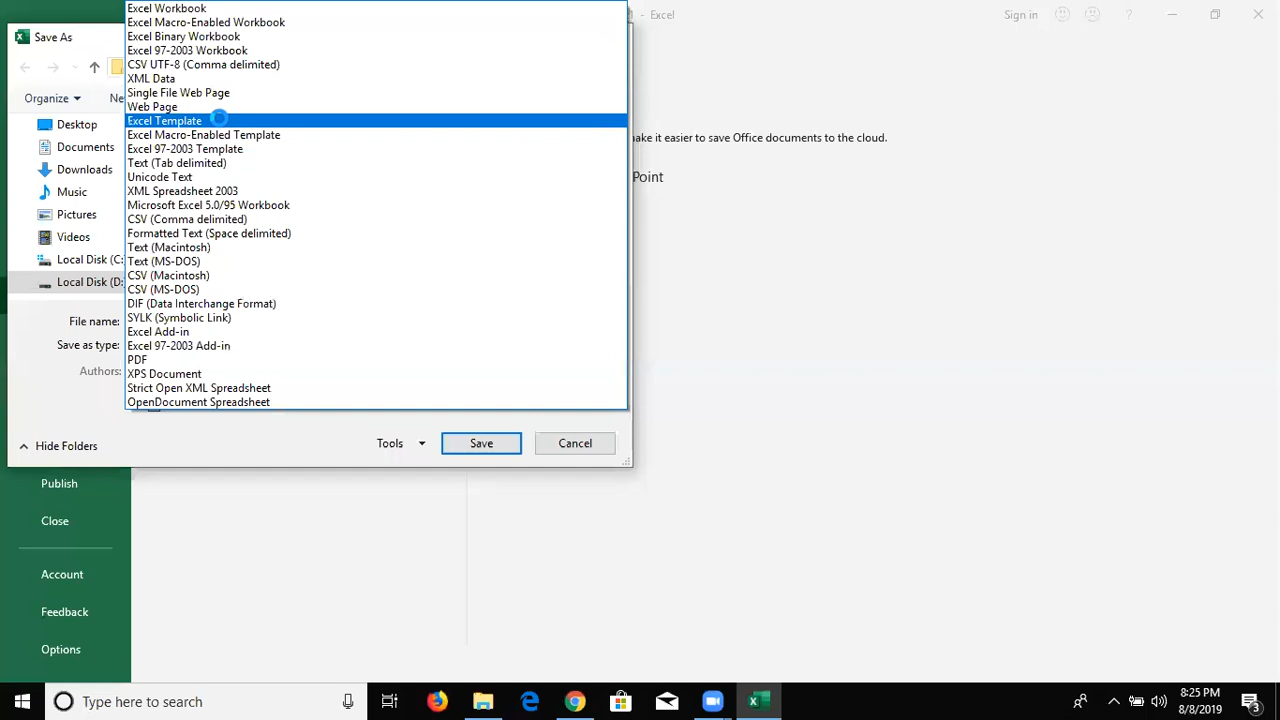 - Excel
Sign in
Save As
Excel Workbook
Excel Macro-Enabled Workbook
Excel Binary Workbook
Excel 97-2003 Workbook
CSV UTF-8 (Comma delimited)
XML Data
Single File Web Page
Web Page
Excel Template
Excel Macro-Enabled Template
Excel 97-2003 Template
Text (Tab delimited)
Unicode Text
XML Spreadsheet 2003
Microsoft Excel 5.0/95 Workbook
CSV (Comma delimited)
Formatted Text (Space delimited)
Text (Macintosh)
Text (MS-DOS)
CSV (Macintosh)
CSV (MS-DOS)
DIF (Data Interchange Format)
SYLK (Symbolic Link)
Excel Add-in
Excel 97-2003 Add-in
PDF
XPS Document
Strict Open XML Spreadsheet
OpenDocument Spreadsheet
Organize
Desktop
Documents
Downloads
Music
Pictures
Videos
Local Disk (C:
Local Disk (D:
File name:
Save as type:
Authors:
it easier to save Office documents to the cloud.
Point
Hide Folders
Tools
Save
Cancel
Publish
Close
Account
Feedback
Options
Type here to search
8:25 PM
8/8/2019
3